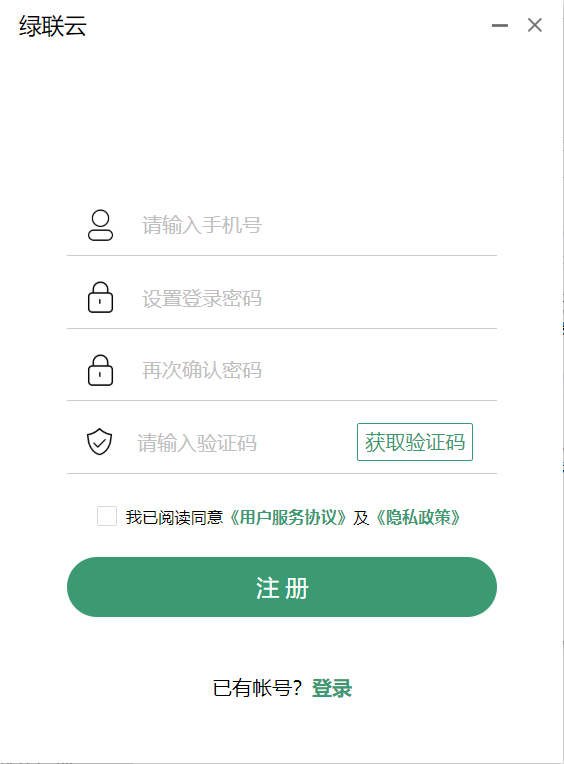 绿联云
请输入手机号
设置登录密码
再次确认密码
请输入验证码 获取验证码
我已阅读同意《用户服务协议》及《隐私政策》
注册
已有帐号？登录